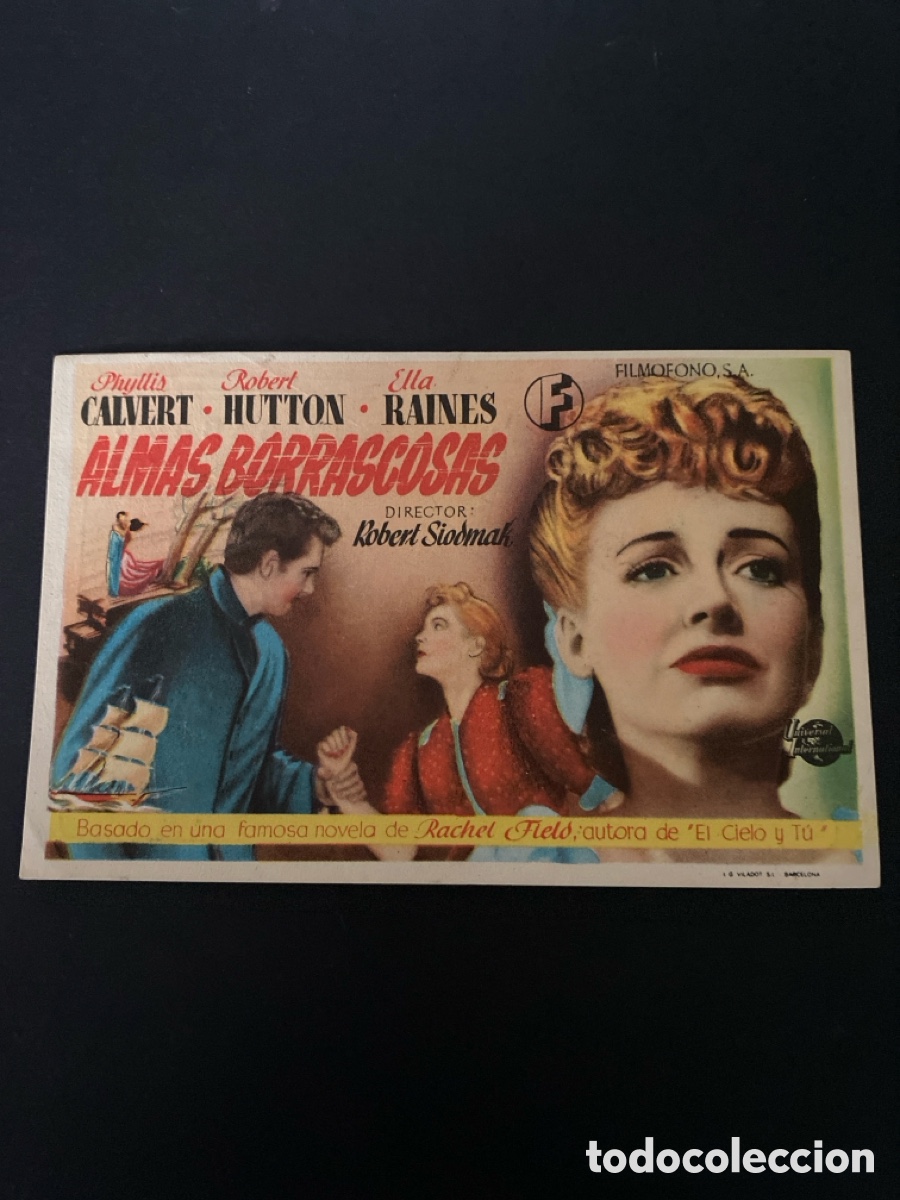 Phyllis Robert Ella
CALVERT • HUTTON • RAINES
F
FILMOFONO, S.A.
ALMAS BORRASCOSAS
DIRECTOR:
Robert Siodmak
Universal
International
Basado en una famosa novela de Rachel Field, autora de "El Cielo y Tú"
I G VILADOT S.L BARCELONA
todocoleccion